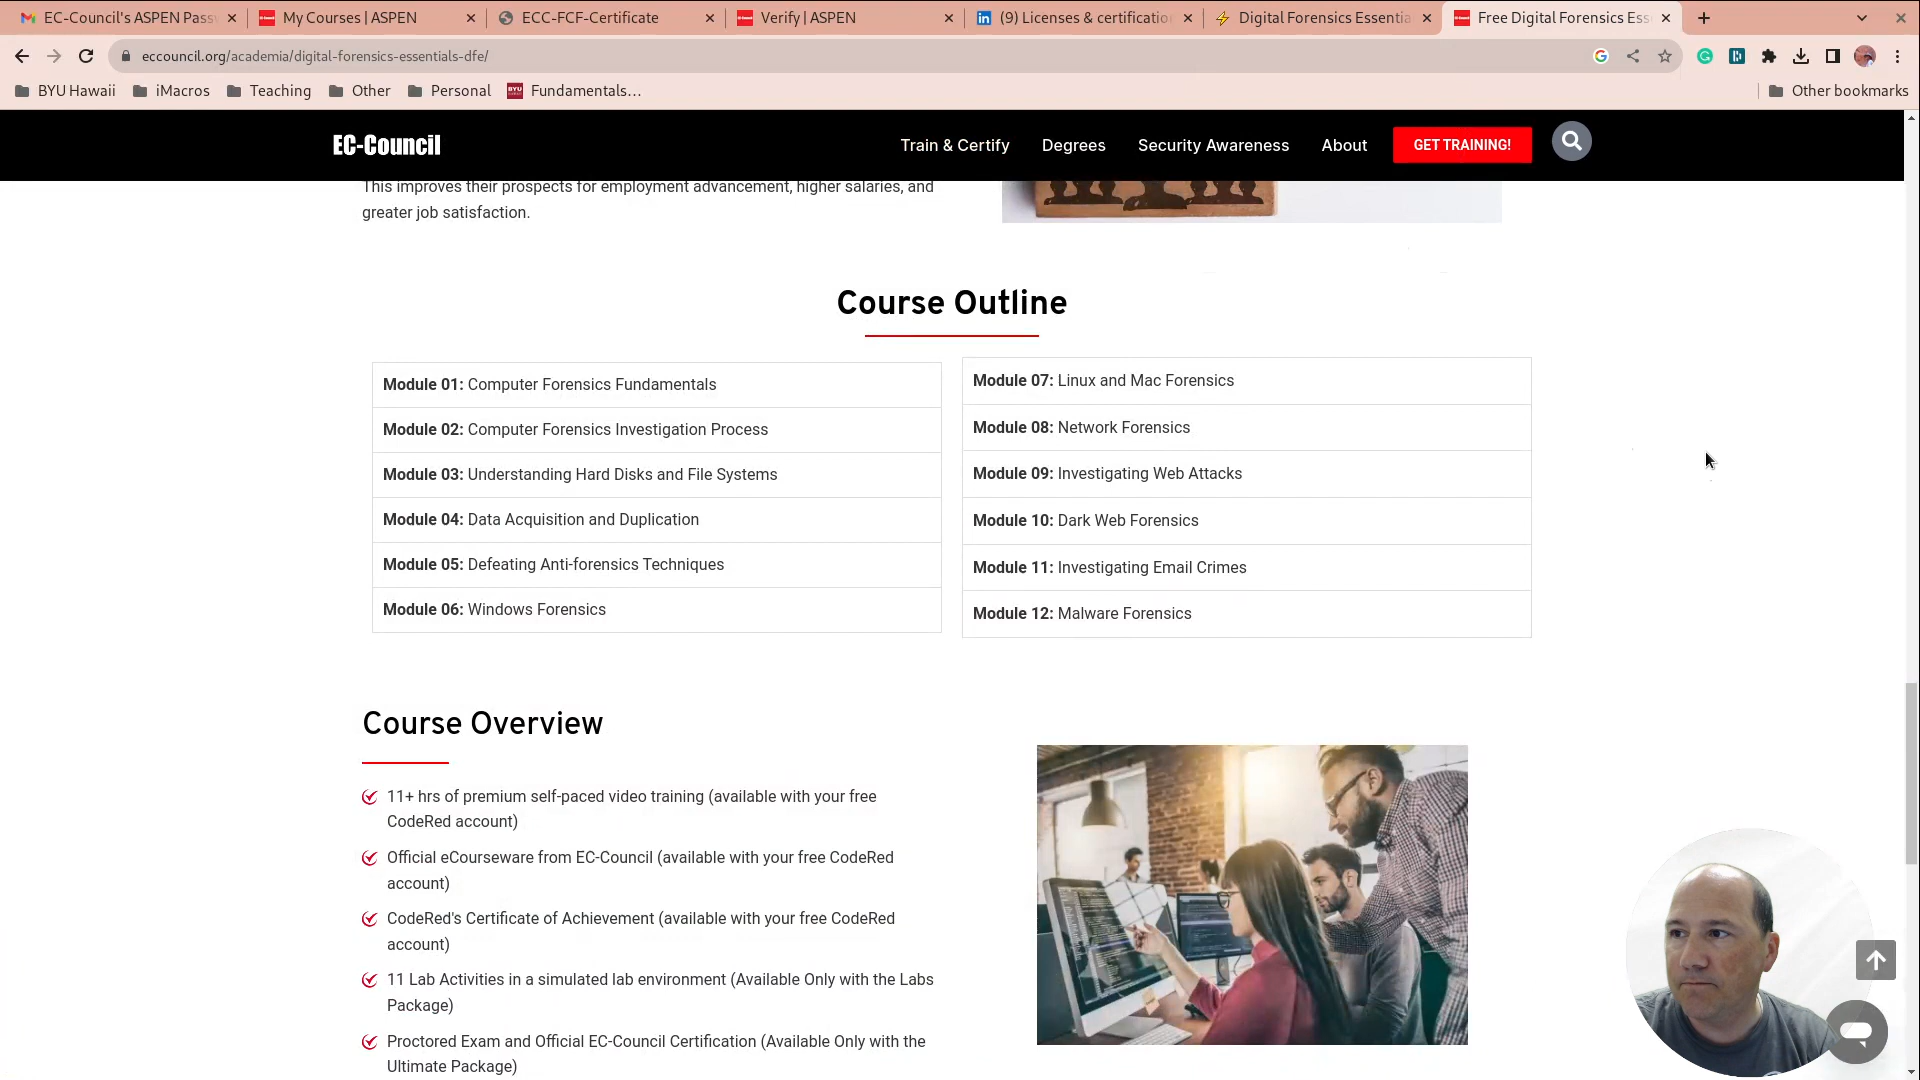 EC-Council's ASPEN Pass
My Courses | ASPEN
ECC-FCF-Certificate
Verify | ASPEN
(9) Licenses & certificatio
Digital Forensics Essentia
Free Digital Forensics Ess
eccouncil.org/academia/digital-forensics-essentials-dfe/
BYU Hawaii
iMacros
Teaching
Other
Personal
Fundamentals...
Other bookmarks
EC-Council
Train & Certify
Degrees
Security Awareness
About
GET TRAINING!
This improves their prospects for employment advancement, higher salaries, and
greater job satisfaction.
Course Outline
Module 01: Computer Forensics Fundamentals
Module 02: Computer Forensics Investigation Process
Module 03: Understanding Hard Disks and File Systems
Module 04: Data Acquisition and Duplication
Module 05: Defeating Anti-forensics Techniques
Module 06: Windows Forensics
Module 07: Linux and Mac Forensics
Module 08: Network Forensics
Module 09: Investigating Web Attacks
Module 10: Dark Web Forensics
Module 11: Investigating Email Crimes
Module 12: Malware Forensics
Course Overview
11+ hrs of premium self-paced video training (available with your free
CodeRed account)
Official eCourseware from EC-Council (available with your free CodeRed
account)
CodeRed's Certificate of Achievement (available with your free CodeRed
account)
11 Lab Activities in a simulated lab environment (Available Only with the Labs
Package)
Proctored Exam and Official EC-Council Certification (Available Only with the
Ultimate Package)